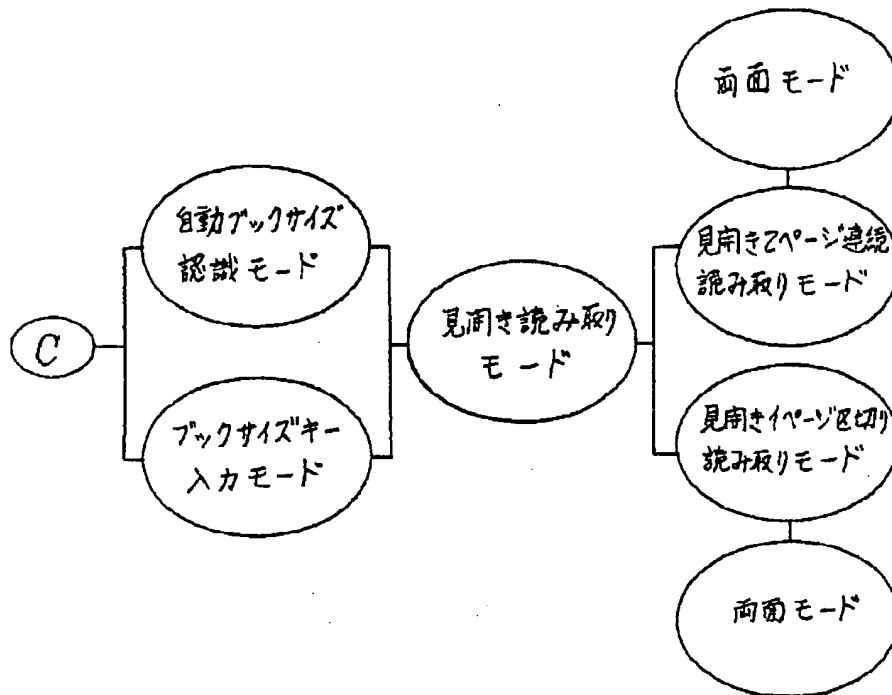 両面モード
自動ブックサイズ
認識モード
見開き2ページ連続
読み取りモード
C
見開き読み取り
モード
ブックサイズキー
入力モード
見開き1ページ区切り
読み取りモード
両面モード